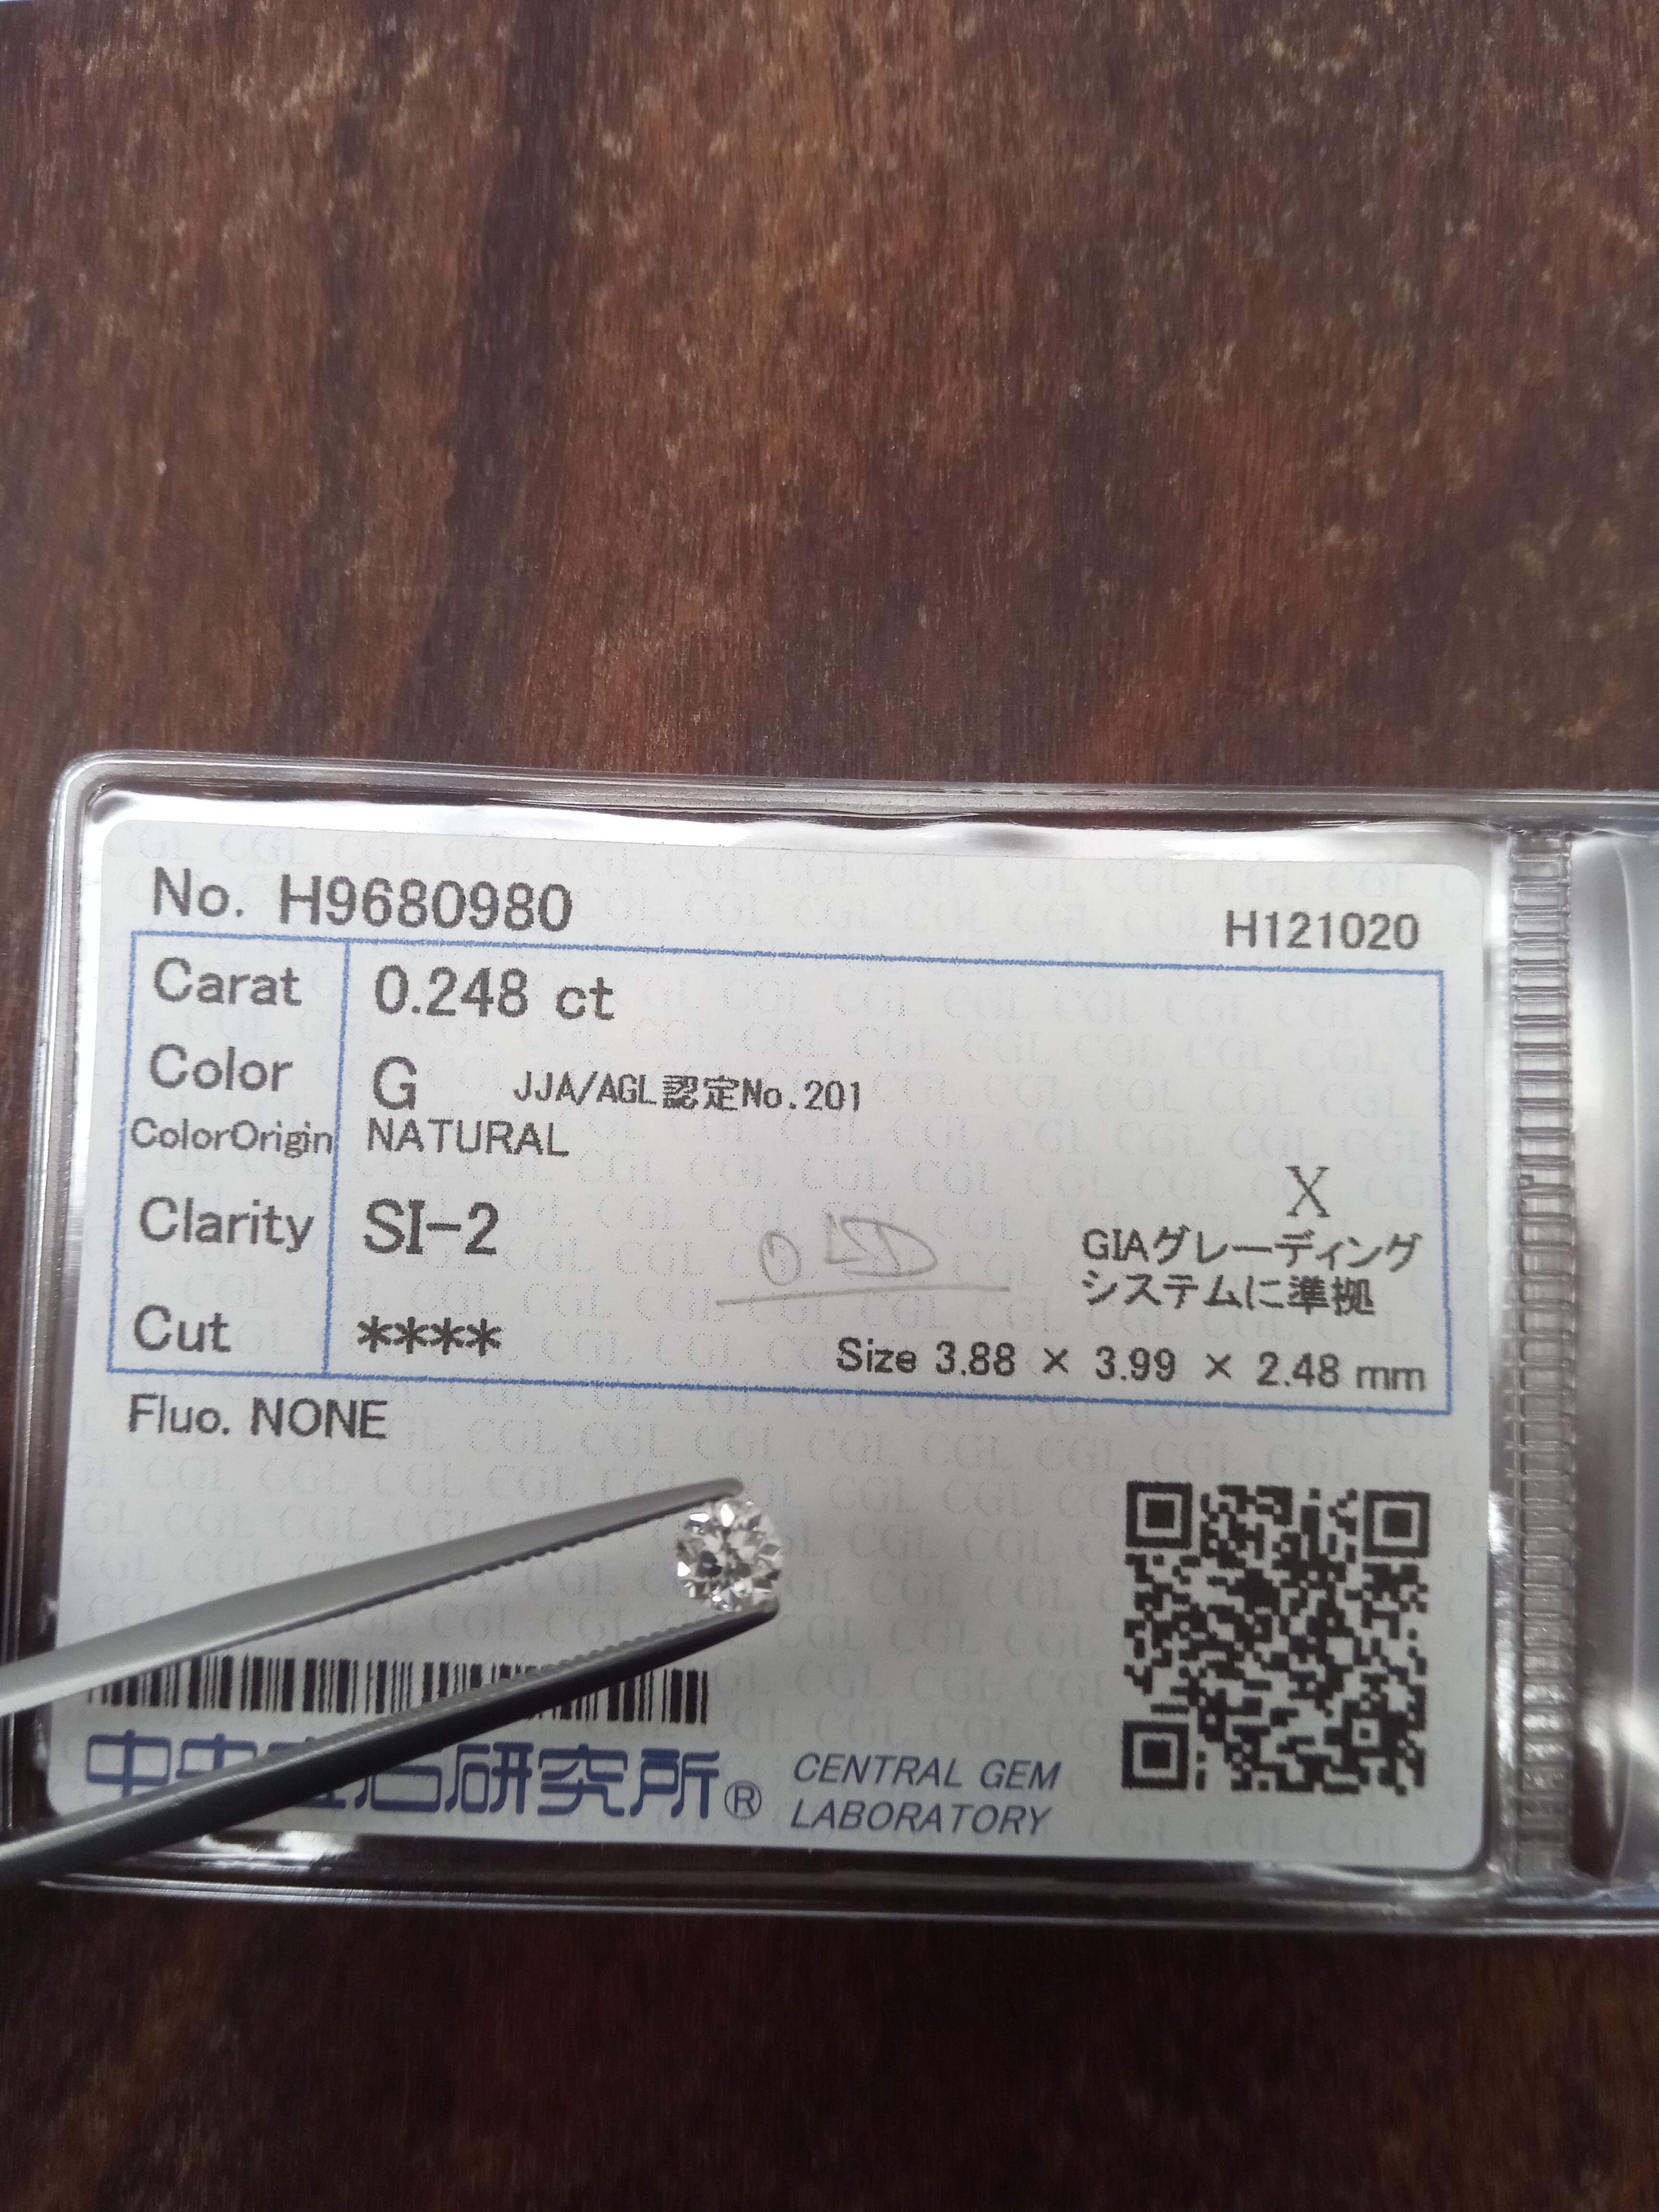 No. H9680980
H121020
Carat 0.248 ct
Color G JJA/AGL認定No.201
ColorOrigin NATURAL
X
Clarity SI-2
GIAグレーディング
システムに準拠
Cut ****
Size 3.88 × 3.99 × 2.48 mm
Fluo. NONE
研究所®
CENTRAL GEM
LABORATORY